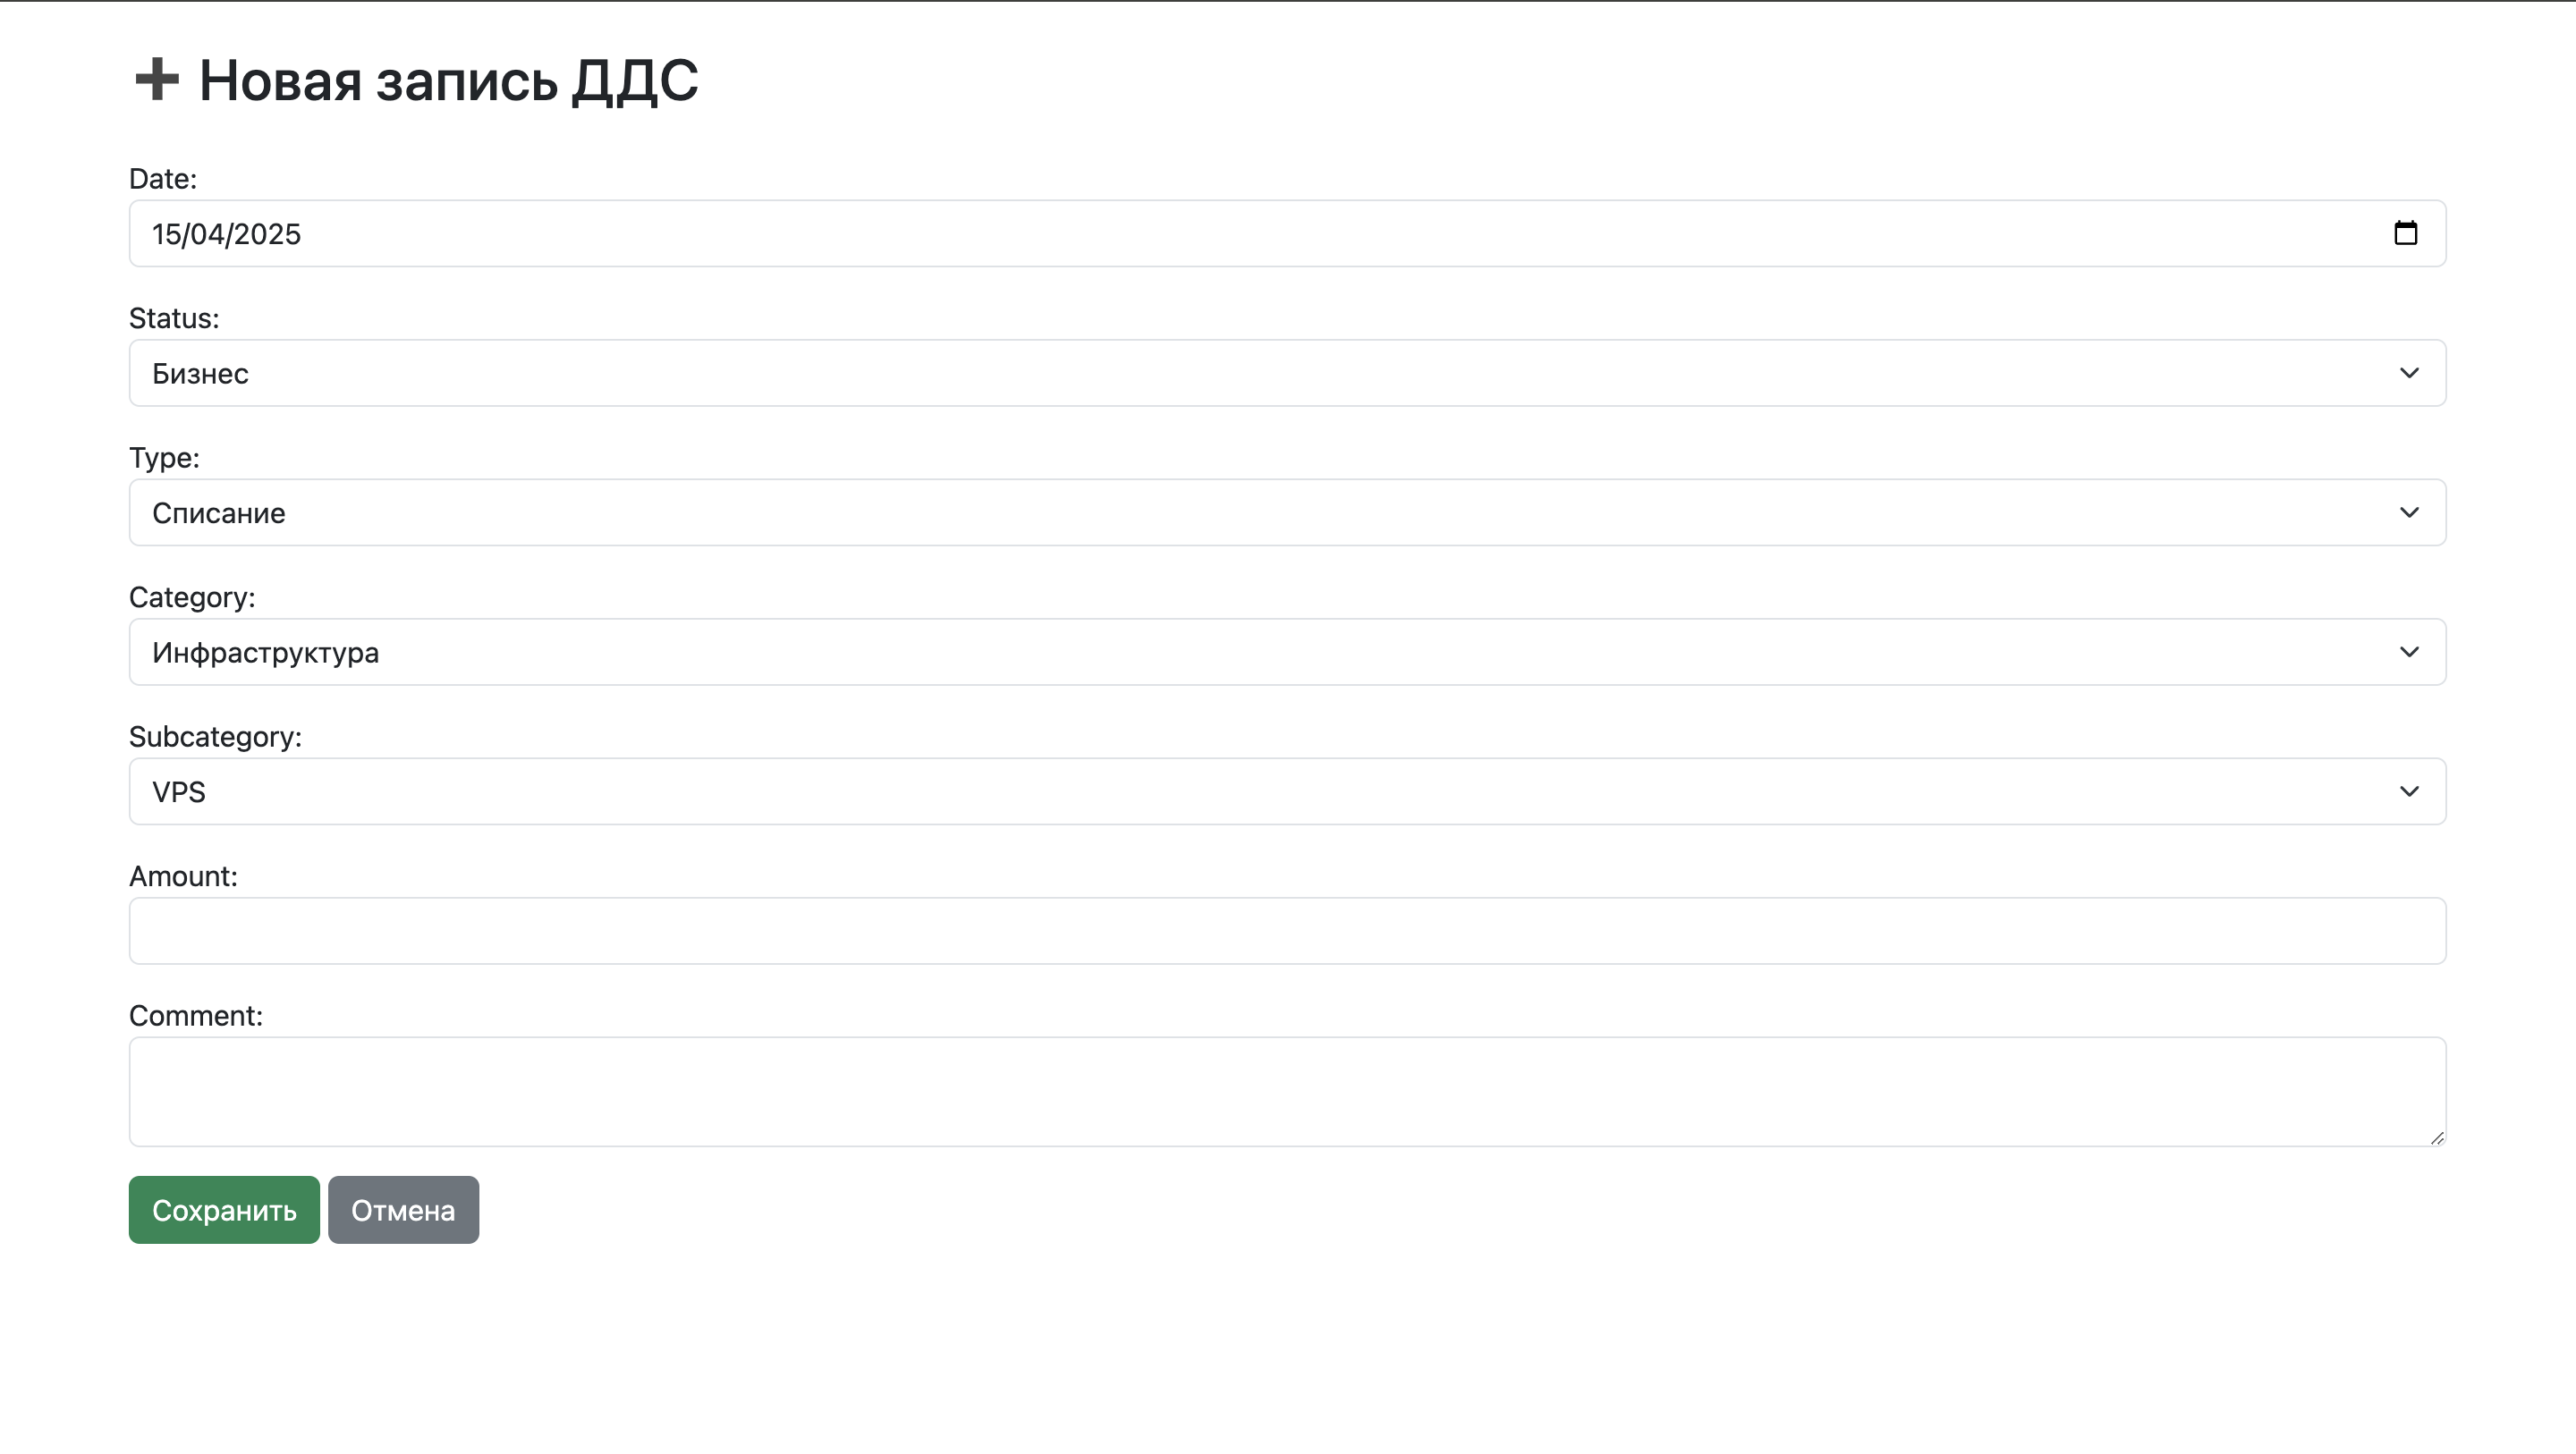 ➕ Новая запись ДДС
Date:
15/04/2025
Status:
Бизнес
Type:
Списание
Category:
Инфраструктура
Subcategory:
VPS
Amount:
Comment:
Сохранить Отмена